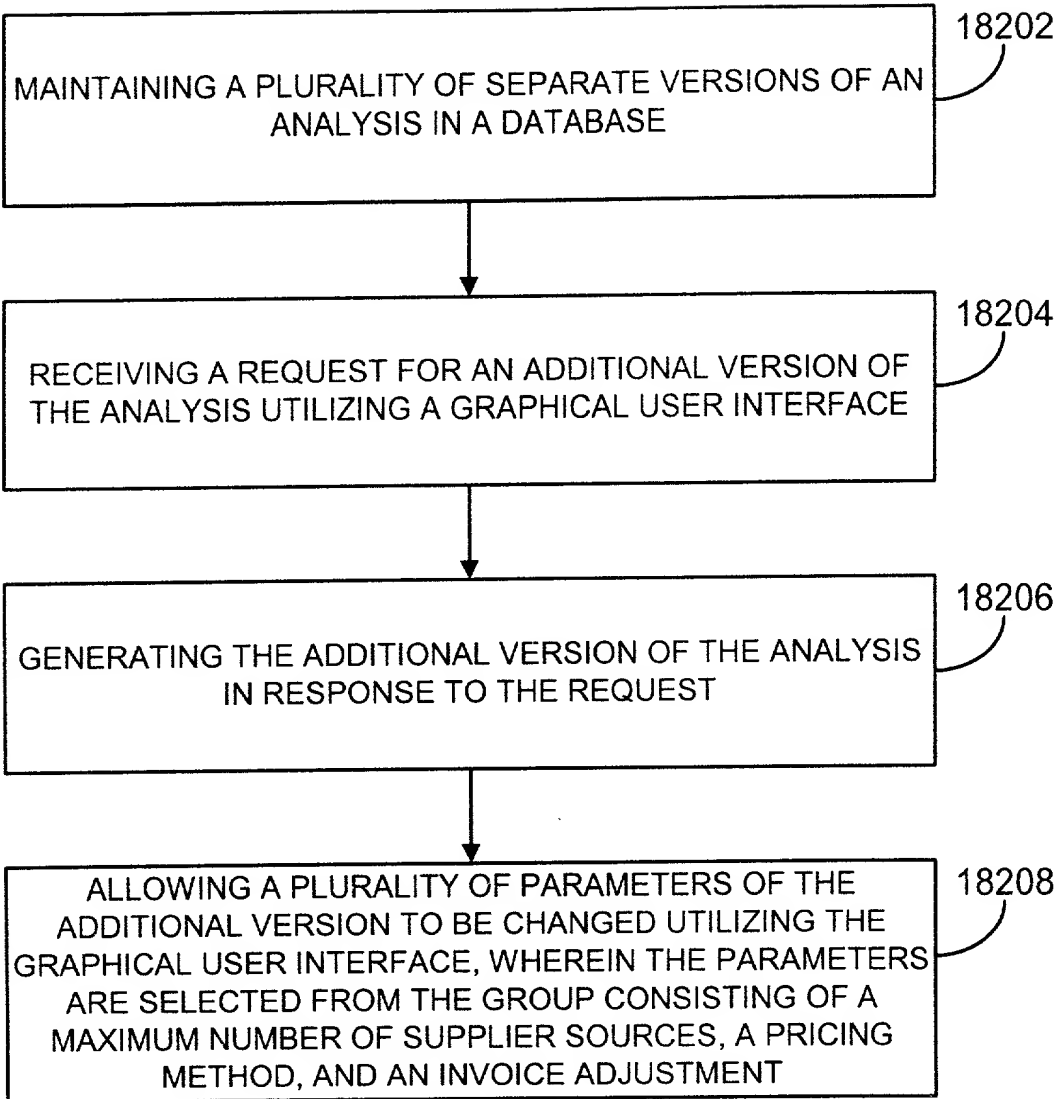 18202
MAINTAINING A PLURALITY OF SEPARATE VERSIONS OF AN
ANALYSIS IN A DATABASE
18204
RECEIVING A REQUEST FOR AN ADDITIONAL VERSION OF
THE ANALYSIS UTILIZING A GRAPHICAL USER INTERFACE
18206
GENERATING THE ADDITIONAL VERSION OF THE ANALYSIS
IN RESPONSE TO THE REQUEST
18208
ALLOWING A PLURALITY OF PARAMETERS OF THE
ADDITIONAL VERSION TO BE CHANGED UTILIZING THE
GRAPHICAL USER INTERFACE, WHEREIN THE PARAMETERS
ARE SELECTED FROM THE GROUP CONSISTING OF A
MAXIMUM NUMBER OF SUPPLIER SOURCES, A PRICING
METHOD, AND AN INVOICE ADJUSTMENT